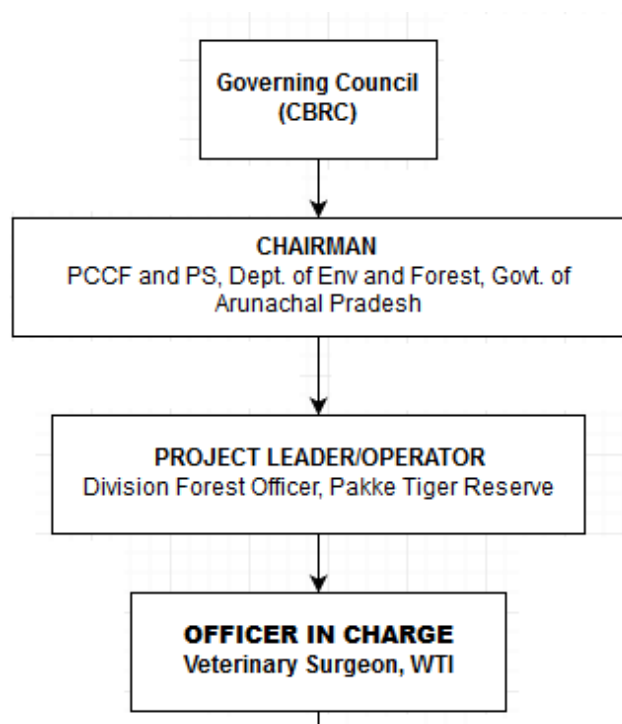 Governing Council
(CBRC)
CHAIRMAN
PCCF and PS, Dept. of Env and Forest, Govt. of
Arunachal Pradesh
PROJECT LEADER/OPERATOR
Division Forest Officer, Pakke Tiger Reserve
OFFICER IN CHARGE
Veterinary Surgeon, WTI